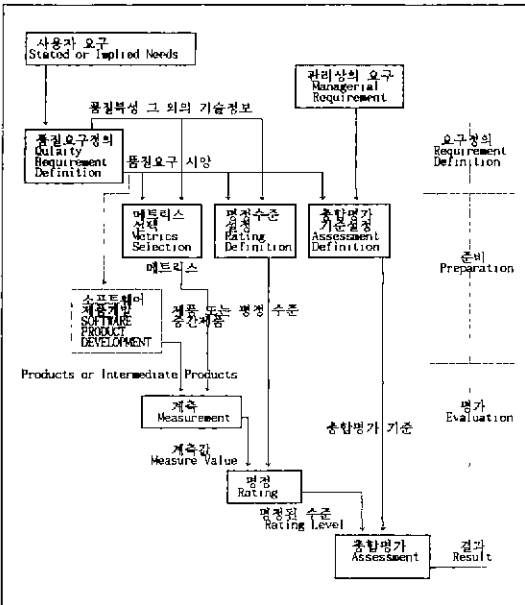 사용자 요구
Stated or Implied Needs
관리상의 요구
Managerial
Requirement
품질특성 그 외의 기술정보
품질요구정의
Qulaity
Requirement
Definition
품질요구 사양
요구정의
Requirement
Definition
메트릭스
선택
Metrics
Selection
평정수준
설정
Rating
Definition
종합평가
기준설정
Assessment
Definition
준비
Preparation
메트릭스
소프트웨어
제품개발
SOFTWARE
PRODUCT
DEVELOPMENT
제품 또는 평정 수준
중간제품
Products or Intermediate Products
계측
Measurement
종합평가 기준
평가
Evaluation
계측값
Measure Value
평정
Rating
평정된 수준
Rating Level
종합평가
Assessment
결과
Result